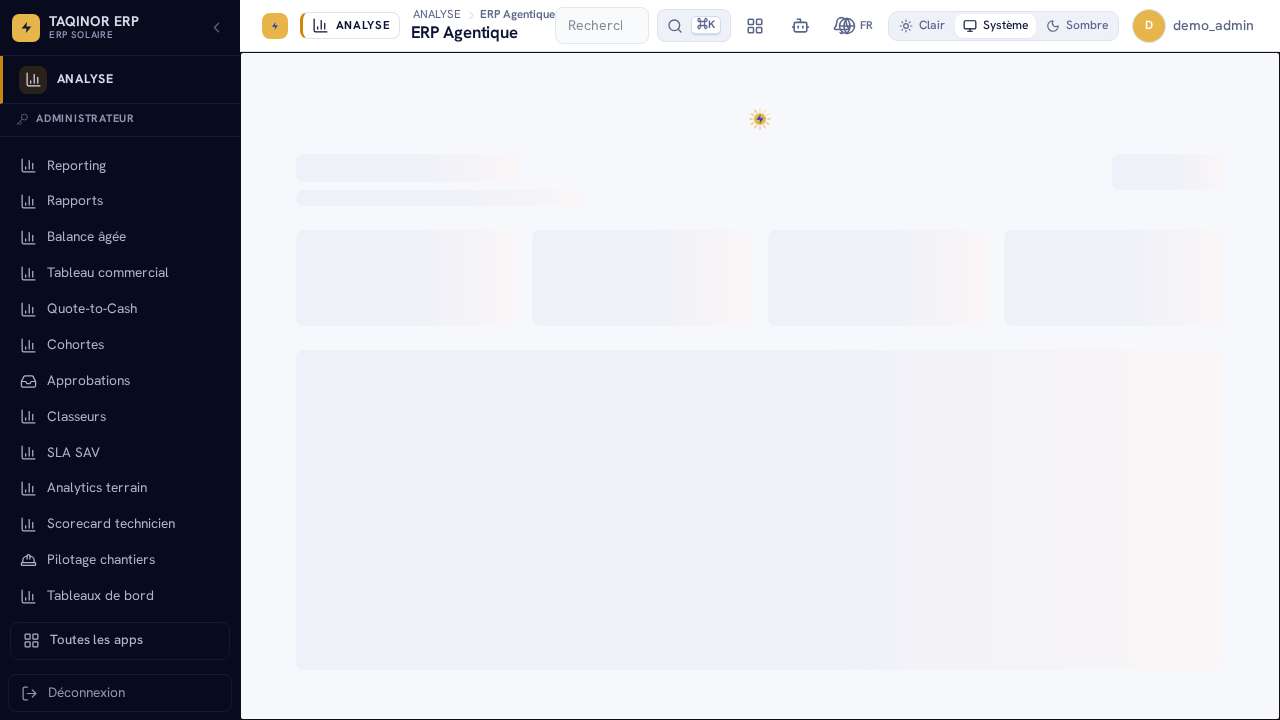 TAQINOR ERP
ERP SOLAIRE
ANALYSE
ADMINISTRATEUR
Reporting
Rapports
Balance âgée
Tableau commercial
Quote-to-Cash
Cohortes
Approbations
Classeurs
SLA SAV
Analytics terrain
Scorecard technicien
Pilotage chantiers
Tableaux de bord
Toutes les apps
Déconnexion
ANALYSE
ANALYSE
ERP Agentique
ERP Agentique
Recherc
⌘K
FR
Clair
Système
Sombre
D
demo_admin